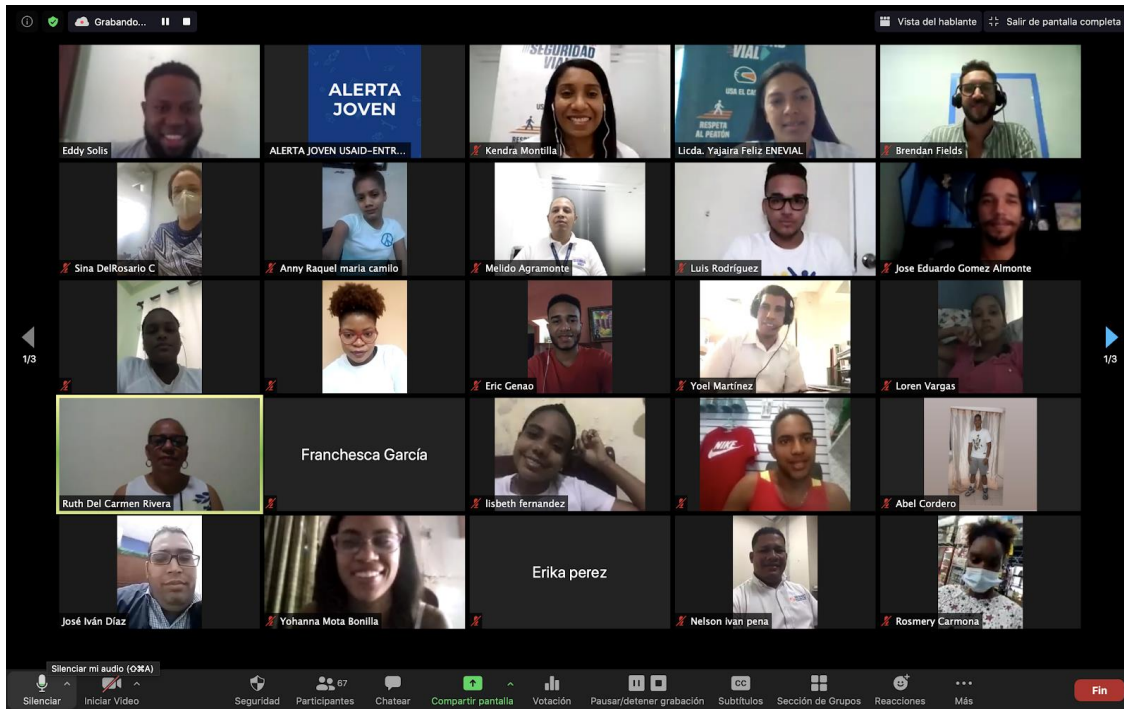 Grabando...
Vista del hablante
Salir de pantalla completa
Eddy Solis
ALERTA
JOVEN
ALERTA JOVEN USAID-ENTR...
SEGURIDAD
VIAL
Kendra Montilla
VIAL
USA EL CAS
RESPETA
AL PEATÓN
Licda. Yajaira Feliz ENEVIAL
Brendan Fields
Sina DelRosario C
Anny Raquel maria camilo
Melido Agramonte
Luis Rodríguez
Jose Eduardo Gomez Almonte
1/3
1/3
Eric Genao
Yoel Martínez
Loren Vargas
Ruth Del Carmen Rivera
Franchesca García
lisbeth fernandez
NIKE
Abel Cordero
José Iván Díaz
Yohanna Mota Bonilla
Erika perez
Nelson ivan pena
Rosmery Carmona
Silenciar mi audio (⇧⌘A)
Silenciar
Iniciar Video
Seguridad
67
Participantes
Chatear
Compartir pantalla
Votación
Pausar/detener grabación
CC
Subtítulos
Sección de Grupos
Reacciones
Más
Fin